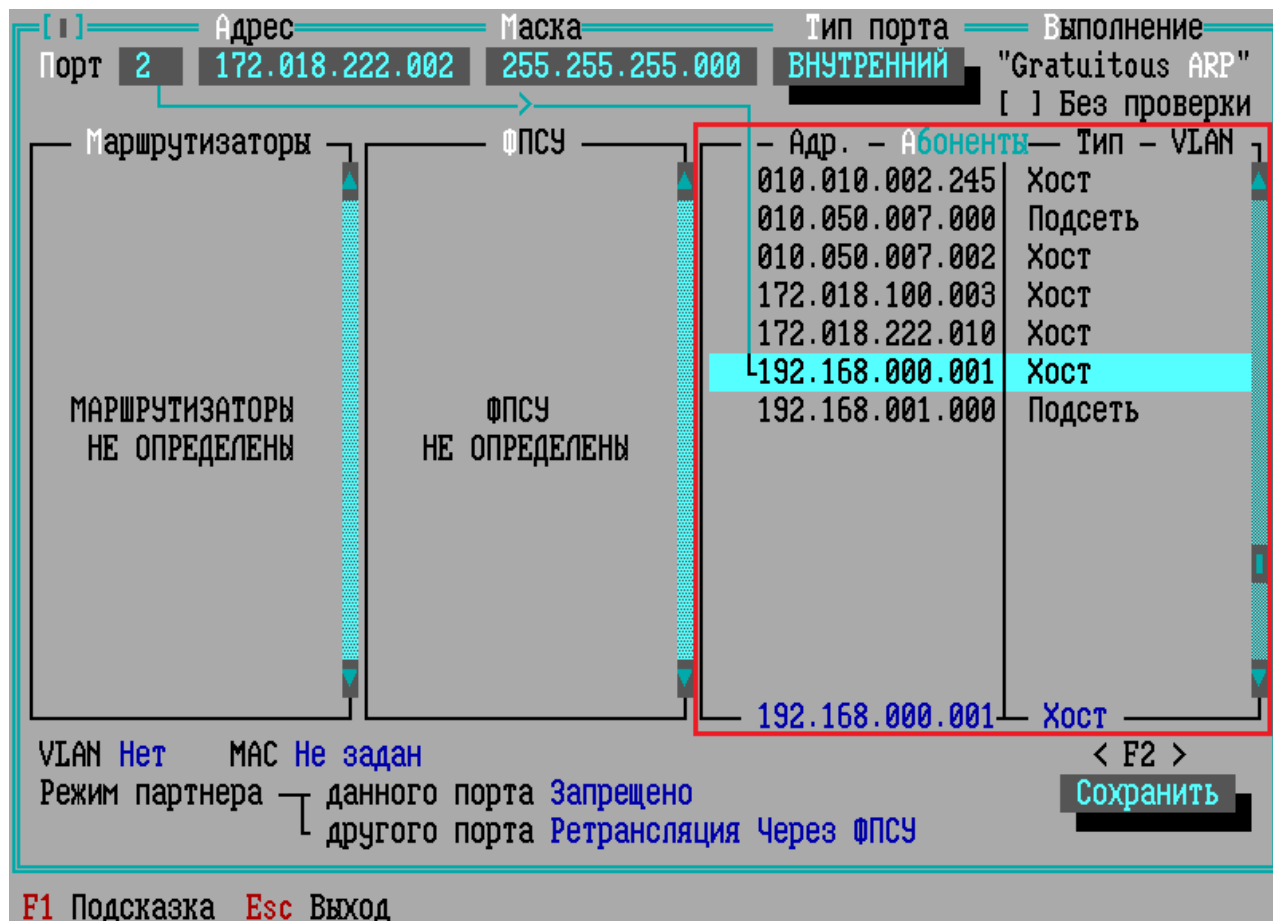 [ ] Адрес Маска Тип порта Выполнение
Порт 2 172.018.222.002 255.255.255.000 ВНУТРЕННИЙ "Gratuitous ARP"
[ ] Без проверки
Маршрутизаторы
МАРШРУТИЗАТОРЫ
НЕ ОПРЕДЕЛЕНЫ
ФПСУ
ФПСУ
НЕ ОПРЕДЕЛЕНЫ
– Адр. – Абоненты — Тип – VLAN
010.010.002.245 Хост
010.050.007.000 Подсеть
010.050.007.002 Хост
172.018.100.003 Хост
172.018.222.010 Хост
192.168.000.001 Хост
192.168.001.000 Подсеть
192.168.000.001 Хост
VLAN Нет MAC Не задан
Режим партнера данного порта Запрещено
другого порта Ретрансляция Через ФПСУ
< F2 >
Сохранить
F1 Подсказка Esc Выход